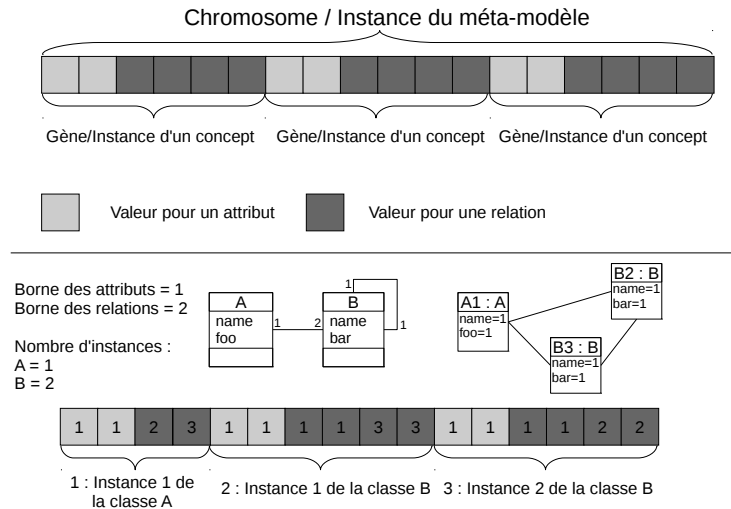 Chromosome / Instance du méta-modèle
Gène/Instance d'un concept
Gène/Instance d'un concept
Gène/Instance d'un concept
Valeur pour un attribut
Valeur pour une relation
Borne des attributs = 1
Borne des relations = 2
Nombre d'instances :
A = 1
B = 2
A
name
foo
1
2
B
name
bar
1
1
A1 : A
name=1
foo=1
B2 : B
name=1
bar=1
B3 : B
name=1
bar=1
1 1 2 3 1 1 1 1 3 3 1 1 1 1 2 2
1 : Instance 1 de
la classe A
2 : Instance 1 de la classe B
3 : Instance 2 de la classe B